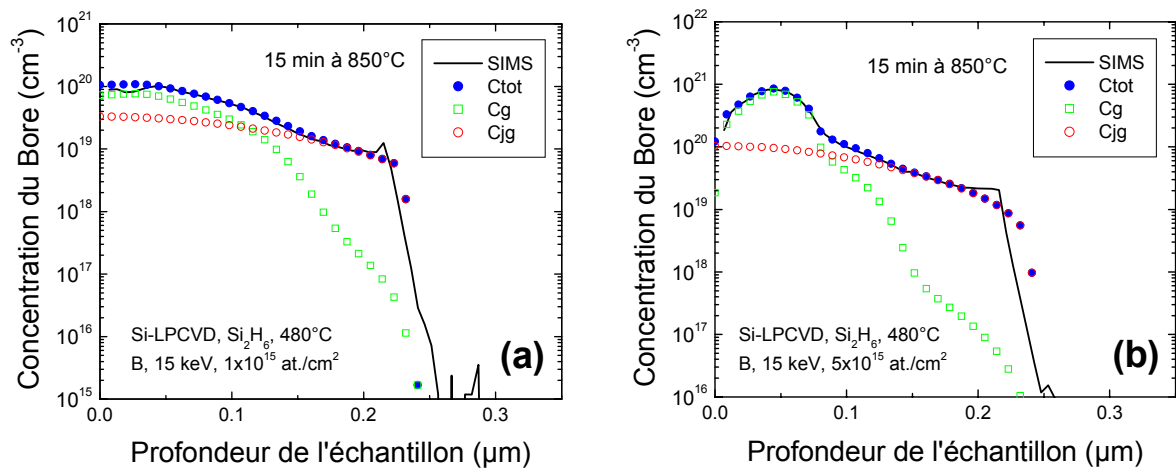 10²¹
10²⁰
10¹⁹
10¹⁸
10¹⁷
10¹⁶
10¹⁵
Concentration du Bore (cm⁻³)
15 min à 850°C
SIMS
Ctot
Cg
Cjg
Si-LPCVD, Si₂H₆, 480°C
B, 15 keV, 1x10¹⁵ at./cm²
(a)
0.0 0.1 0.2 0.3
Profondeur de l'échantillon (µm)
10²²
10²¹
10²⁰
10¹⁹
10¹⁸
10¹⁷
10¹⁶
Concentration du Bore (cm⁻³)
15 min à 850°C
SIMS
Ctot
Cg
Cjg
Si-LPCVD, Si₂H₆, 480°C
B, 15 keV, 5x10¹⁵ at./cm²
(b)
0.0 0.1 0.2 0.3
Profondeur de l'échantillon (µm)